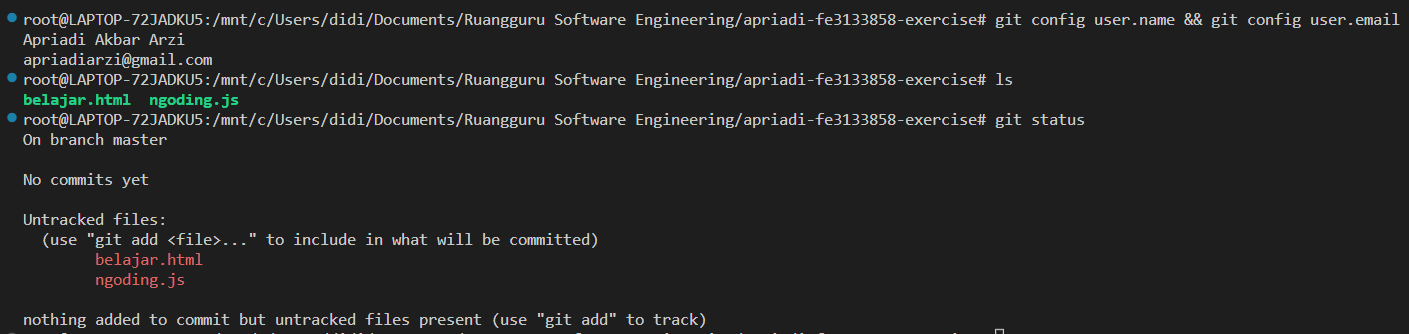 root@LAPTOP-72JADKU5:/mnt/c/Users/didi/Documents/Ruangguru Software Engineering/apriadi-fe3133858-exercise# git config user.name && git config user.email
Apriadi Akbar Arzi
apriadiarzi@gmail.com
root@LAPTOP-72JADKU5:/mnt/c/Users/didi/Documents/Ruangguru Software Engineering/apriadi-fe3133858-exercise# ls
belajar.html  ngoding.js
root@LAPTOP-72JADKU5:/mnt/c/Users/didi/Documents/Ruangguru Software Engineering/apriadi-fe3133858-exercise# git status
On branch master
No commits yet
Untracked files:
  (use "git add <file>..." to include in what will be committed)
        belajar.html
        ngoding.js
nothing added to commit but untracked files present (use "git add" to track)